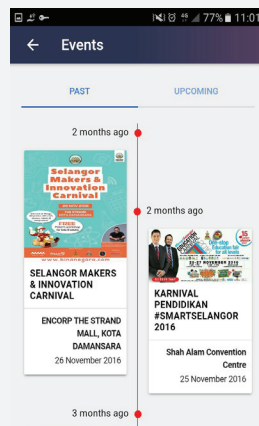 77% 11:01
Events
PAST
UPCOMING
2 months ago
Selangor
Makers &
Innovation
Carnival
FREE
SELANGOR MAKERS
& INNOVATION
CARNIVAL
ENCORP THE STRAND
MALL, KOTA
DAMANSARA
26 November 2016
2 months ago
KARNIVAL
PENDIDIKAN
#SMARTSELANGOR
2016
Shah Alam Convention
Centre
25 November 2016
3 months ago